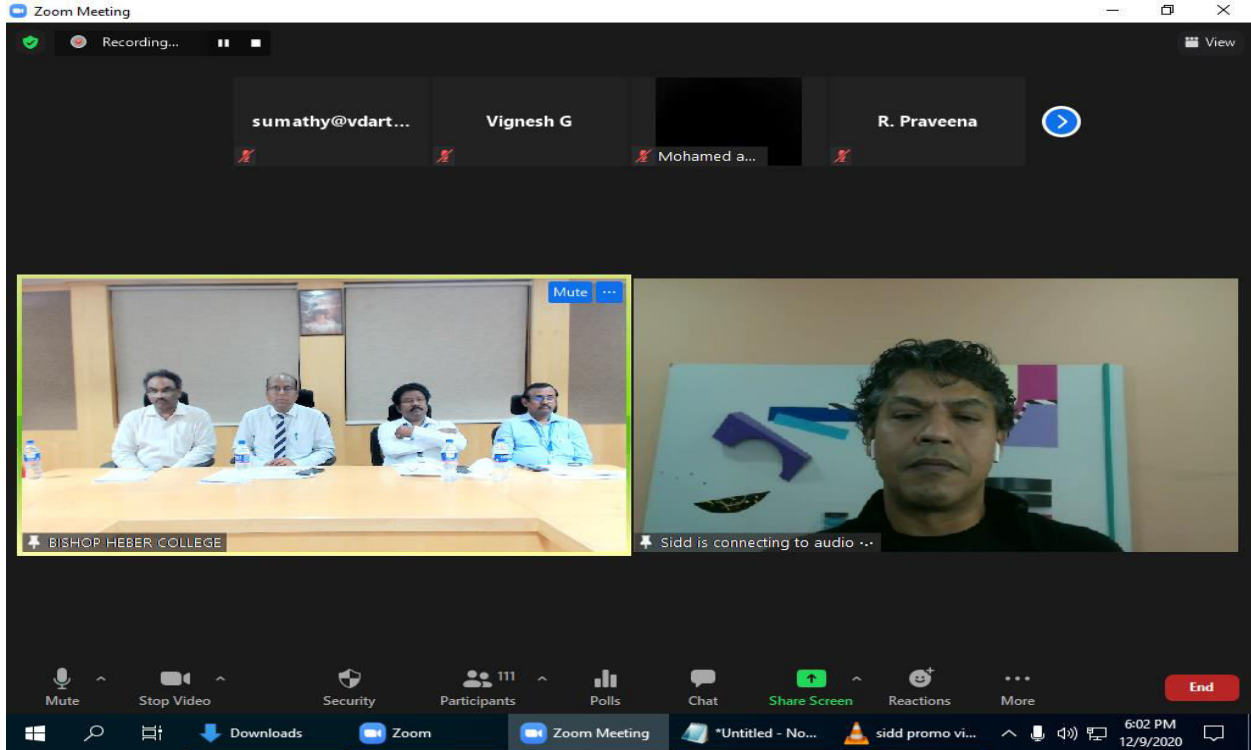 Zoom Meeting
Recording...
View
sumathy@vdart...
Vignesh G
Mohamed a...
R. Praveena
Mute ...
BISHOP HEBER COLLEGE
Sidd is connecting to audio ...
Mute
Stop Video
Security
Participants
111
Polls
Chat
Share Screen
Reactions
More
End
Downloads
Zoom
Zoom Meeting
*Untitled - No...
sidd promo vi...
6:02 PM
12/9/2020